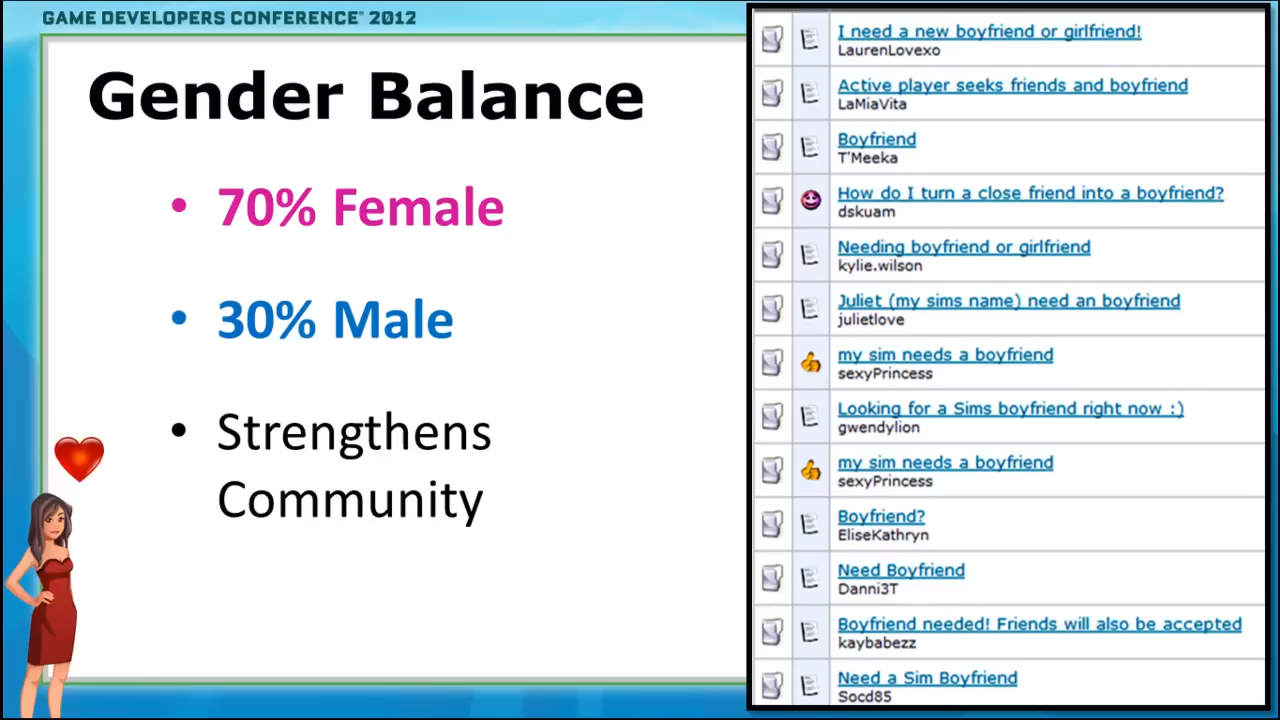 GAME DEVELOPERS CONFERENCE® 2012
Gender Balance
• 70% Female
• 30% Male
• Strengthens
Community
I need a new boyfriend or girlfriend!
LaurenLovexo
Active player seeks friends and boyfriend
LaMiaVita
Boyfriend
T'Meeka
How do I turn a close friend into a boyfriend?
dskuam
Needing boyfriend or girlfriend
kylie.wilson
Juliet (my sims name) need an boyfriend
julietlove
my sim needs a boyfriend
sexyPrincess
Looking for a Sims boyfriend right now :)
gwendylion
my sim needs a boyfriend
sexyPrincess
Boyfriend?
EliseKathryn
Need Boyfriend
Danni3T
Boyfriend needed! Friends will also be accepted
kaybabezz
Need a Sim Boyfriend
Socd85